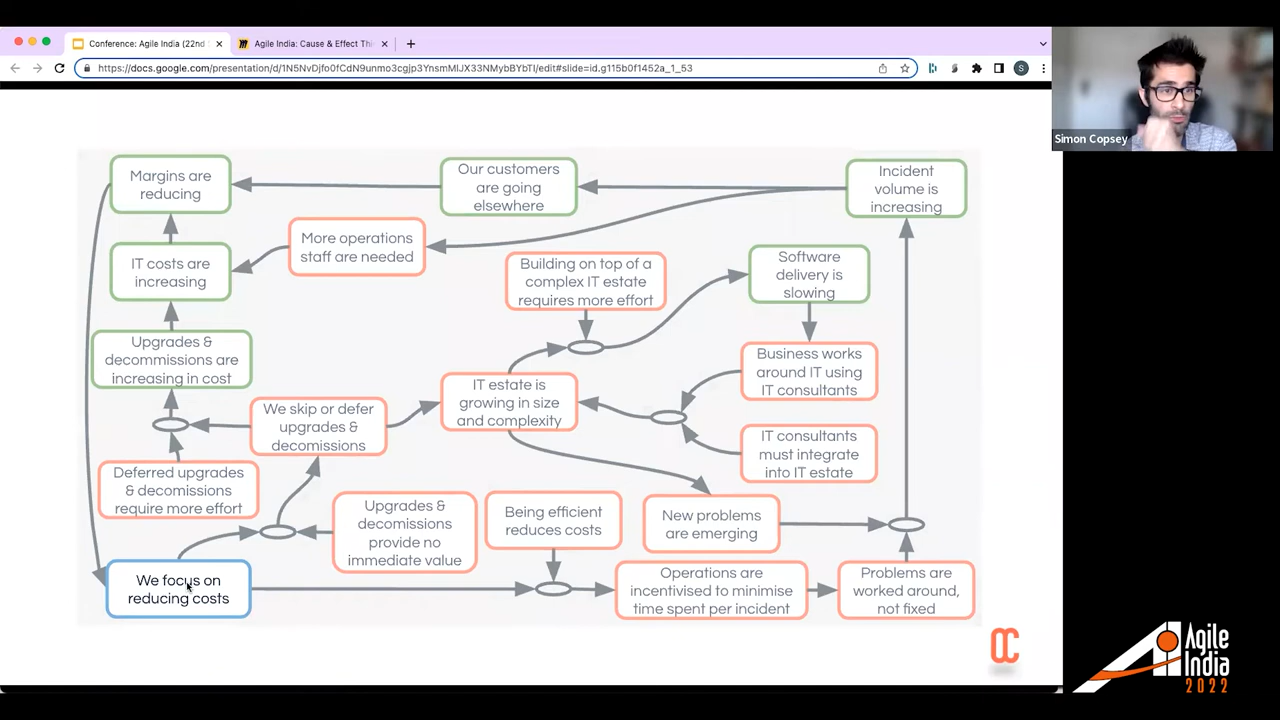 Conference: Agile India (22nd
Agile India: Cause & Effect Thi
https://docs.google.com/presentation/d/1N5NvDjfo0fCdN9unmo3cgjp3YnsmMlJX33NMybBYbTI/edit#slide=id.g115b0f1452a_1_53
S
Simon Copsey
Margins are
reducing
Our customers
are going
elsewhere
Incident
volume is
increasing
More operations
staff are needed
IT costs are
increasing
Building on top of a
complex IT estate
requires more effort
Software
delivery is
slowing
Upgrades &
decommissions are
increasing in cost
Business works
around IT using
IT consultants
IT estate is
growing in size
and complexity
We skip or defer
upgrades &
decomissions
IT consultants
must integrate
into IT estate
Deferred upgrades
& decomissions
require more effort
Upgrades &
decomissions
provide no
immediate value
Being efficient
reduces costs
New problems
are emerging
We focus on
reducing costs
Operations are
incentivised to minimise
time spent per incident
Problems are
worked around,
not fixed
OC
Agile
India
2022